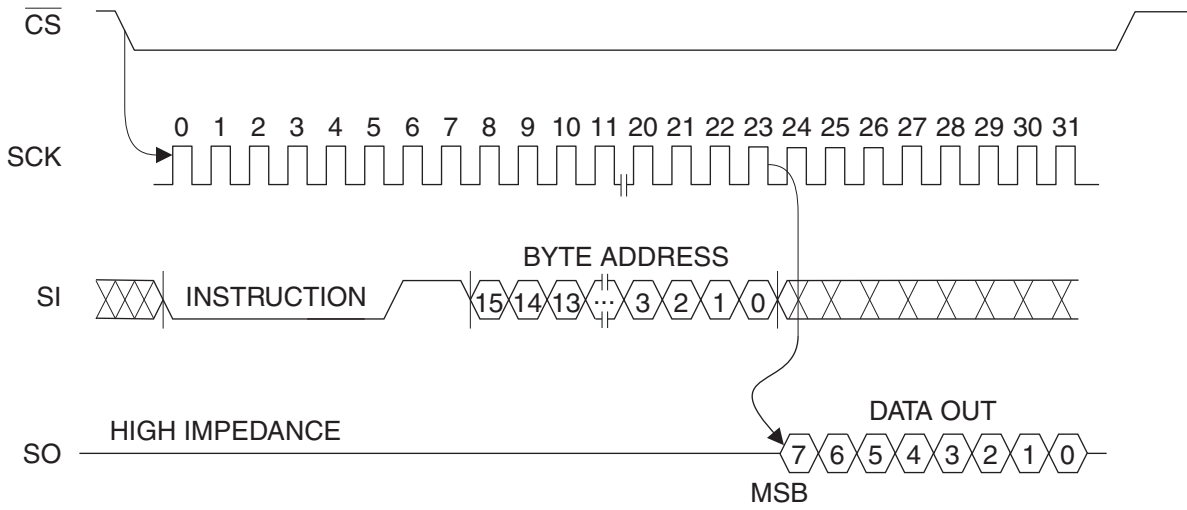 CS
0 1 2 3 4 5 6 7 8 9 10 11 20 21 22 23 24 25 26 27 28 29 30 31
SCK
BYTE ADDRESS
SI INSTRUCTION 15 14 13 ... 3 2 1 0
DATA OUT
HIGH IMPEDANCE
SO 7 6 5 4 3 2 1 0
MSB